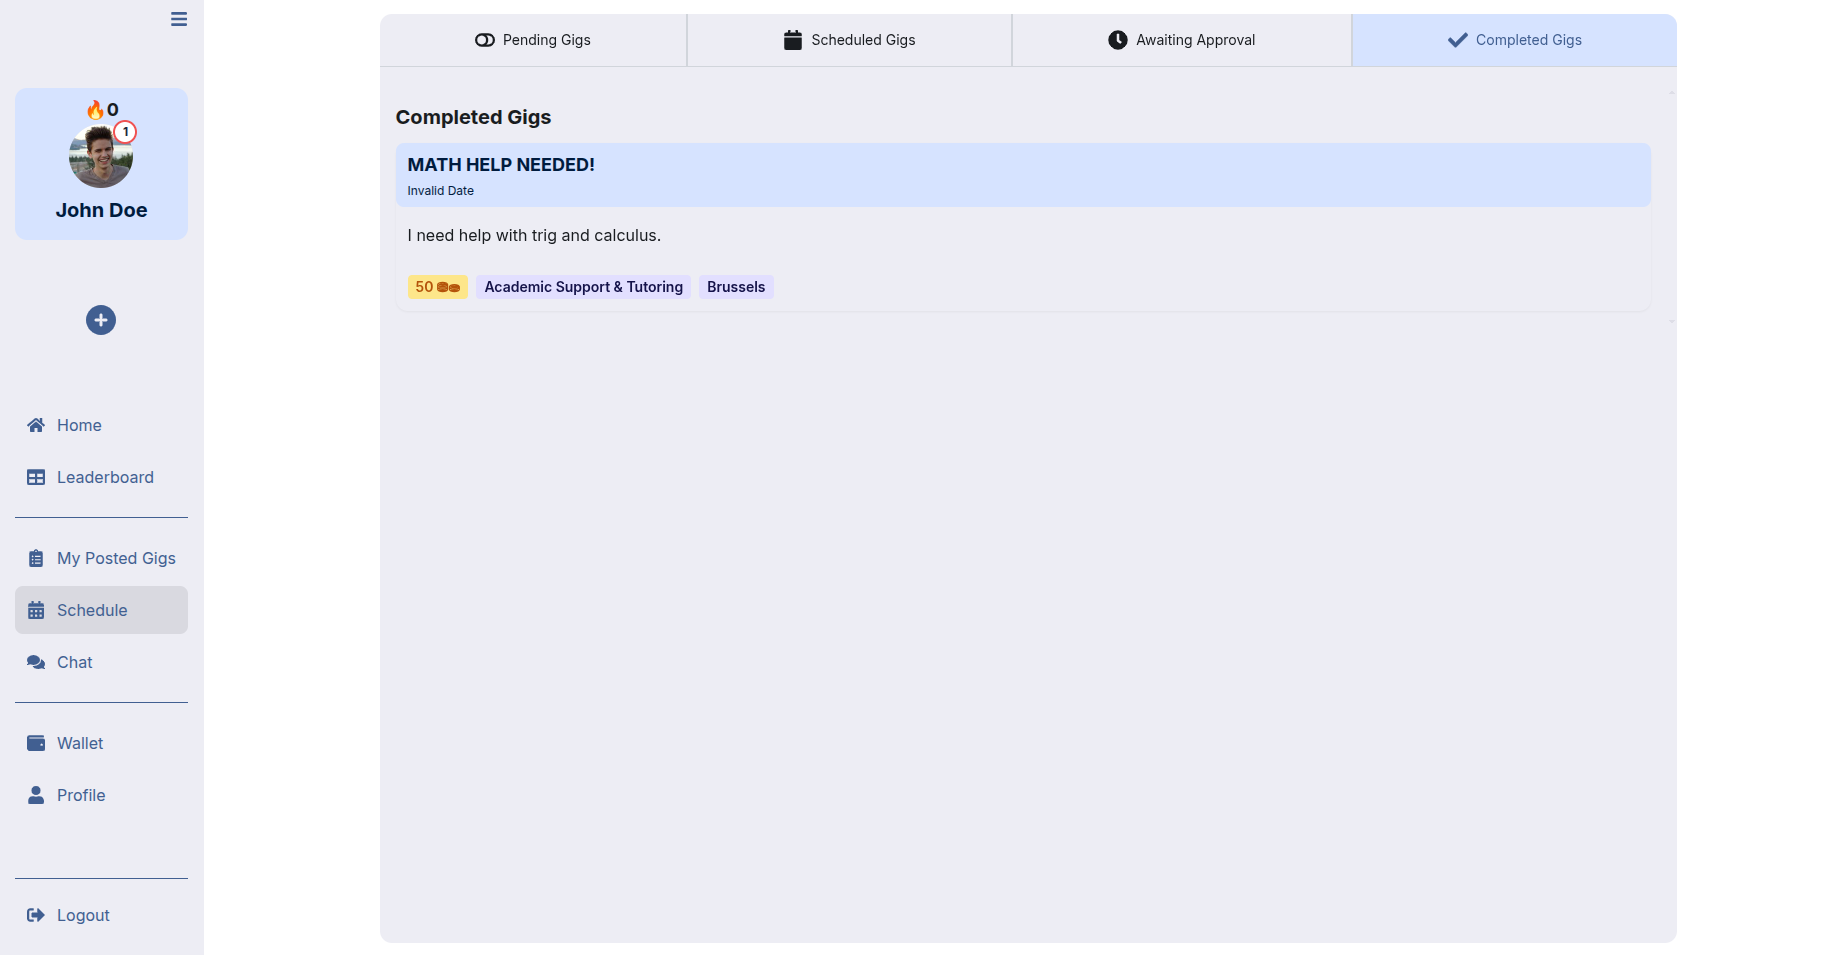 🔥0
1
John Doe
Home
Leaderboard
My Posted Gigs
Schedule
Chat
Wallet
Profile
Logout
Pending Gigs
Scheduled Gigs
Awaiting Approval
Completed Gigs
Completed Gigs
MATH HELP NEEDED!
Invalid Date
I need help with trig and calculus.
50 Academic Support & Tutoring Brussels